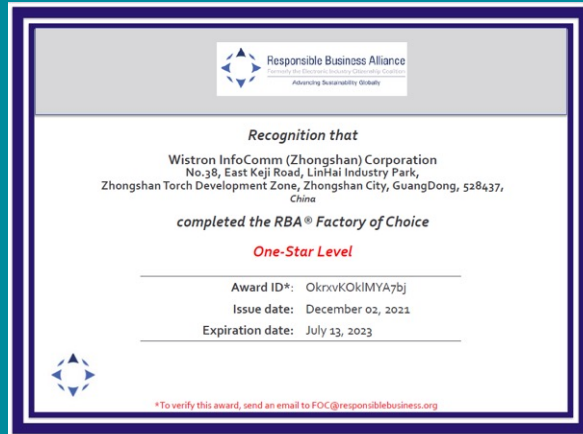 Responsible Business Alliance
Formerly the Electronic Industry Citizenship Coalition
Advancing Sustainability Globally
Recognition that
Wistron InfoComm (Zhongshan) Corporation
No.38, East Keji Road, LinHai Industry Park,
Zhongshan Torch Development Zone, Zhongshan City, GuangDong, 528437,
China
completed the RBA® Factory of Choice
One-Star Level
Award ID*: OkrxvKOklMYA7bj
Issue date: December 02, 2021
Expiration date: July 13, 2023
*To verify this award, send an email to FOC@responsiblebusiness.org